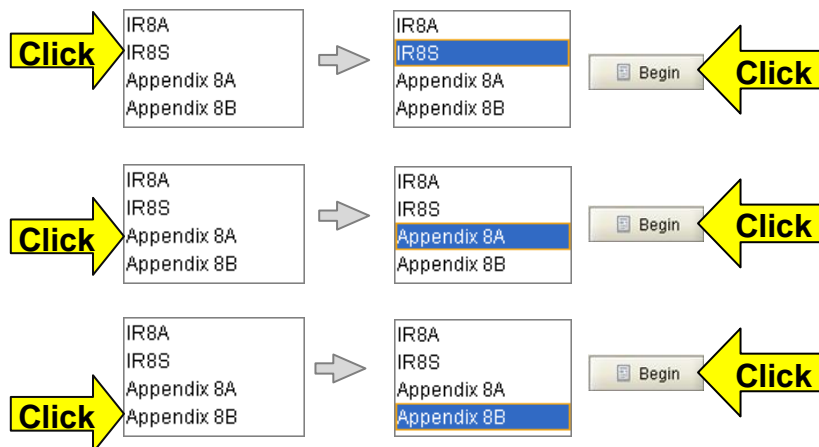 IR8A
IR8S
Appendix 8A
Appendix 8B
Click
IR8A
IR8S
Appendix 8A
Appendix 8B
Begin
Click
IR8A
IR8S
Appendix 8A
Appendix 8B
Click
IR8A
IR8S
Appendix 8A
Appendix 8B
Begin
Click
IR8A
IR8S
Appendix 8A
Appendix 8B
Click
IR8A
IR8S
Appendix 8A
Appendix 8B
Begin
Click